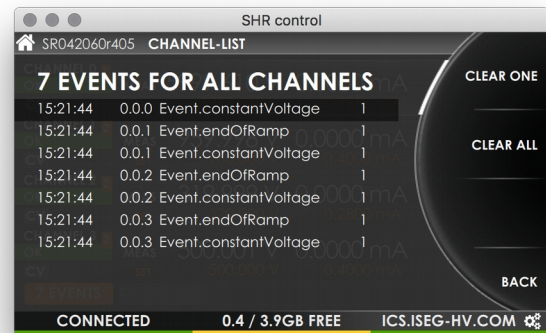 SHR control
SR042060r405 CHANNEL-LIST
7 EVENTS FOR ALL CHANNELS
15:21:44 0.0.0 Event.constantVoltage 1
15:21:44 0.0.1 Event.endOfRamp 1
15:21:44 0.0.1 Event.constantVoltage 1
15:21:44 0.0.2 Event.endOfRamp 1
15:21:44 0.0.2 Event.constantVoltage 1
15:21:44 0.0.3 Event.endOfRamp 1
15:21:44 0.0.3 Event.constantVoltage 1
7 EVENTS
CLEAR ONE
CLEAR ALL
BACK
CONNECTED 0.4 / 3.9GB FREE ICS.ISEG-HV.COM